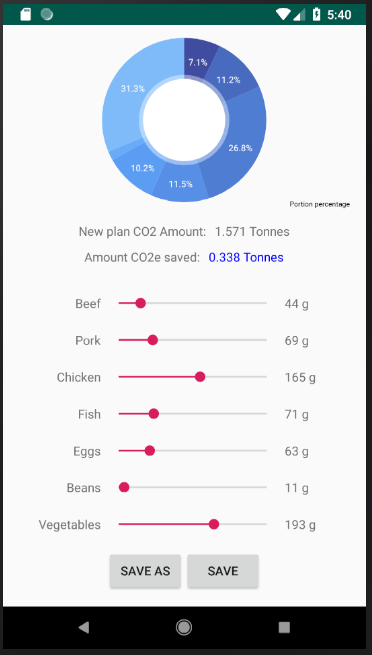 5:40
7.1%
11.2%
31.3%
26.8%
10.2%
11.5%
Portion percentage
New plan CO2 Amount: 1.571 Tonnes
Amount CO2e saved: 0.338 Tonnes
Beef 44 g
Pork 69 g
Chicken 165 g
Fish 71 g
Eggs 63 g
Beans 11 g
Vegetables 193 g
SAVE AS SAVE